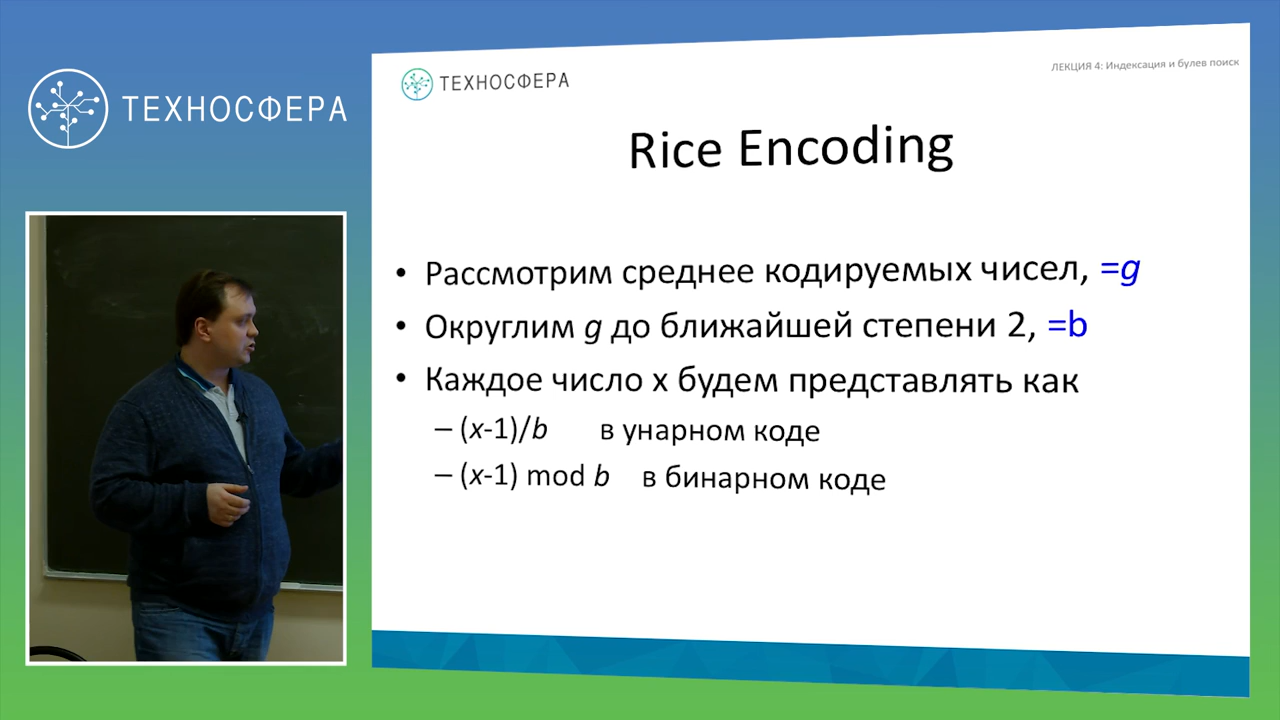 ТЕХНОСФЕРА
ТЕХНОСФЕРА
ЛЕКЦИЯ 4: Индексация и булев поиск
Rice Encoding
• Рассмотрим среднее кодируемых чисел, =g
• Округлим g до ближайшей степени 2, =b
• Каждое число x будем представлять как
– (x-1)/b в унарном коде
– (x-1) mod b в бинарном коде